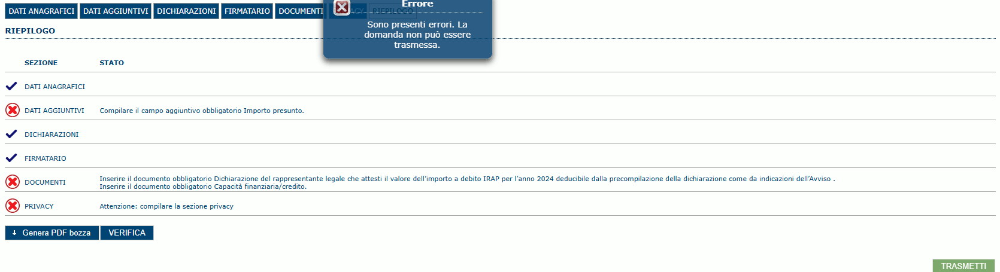 DATI ANAGRAFICI DATI AGGIUNTIVI DICHIARAZIONI FIRMATARIO DOCUMENTI PRIVACY RIEPILOGO
Errore
Sono presenti errori. La
domanda non può essere
trasmessa.
RIEPILOGO
SEZIONE STATO
DATI ANAGRAFICI
DATI AGGIUNTIVI Compilare il campo aggiuntivo obbligatorio Importo presunto.
DICHIARAZIONI
FIRMATARIO
DOCUMENTI Inserire il documento obbligatorio Dichiarazione del rappresentante legale che attesti il valore dell'importo a debito IRAP per l'anno 2024 deducibile dalla precompilazione della dichiarazione come da indicazioni dell'Avviso .
Inserire il documento obbligatorio Capacità finanziaria/credito.
PRIVACY Attenzione: compilare la sezione privacy
Genera PDF bozza VERIFICA
TRASMETTI